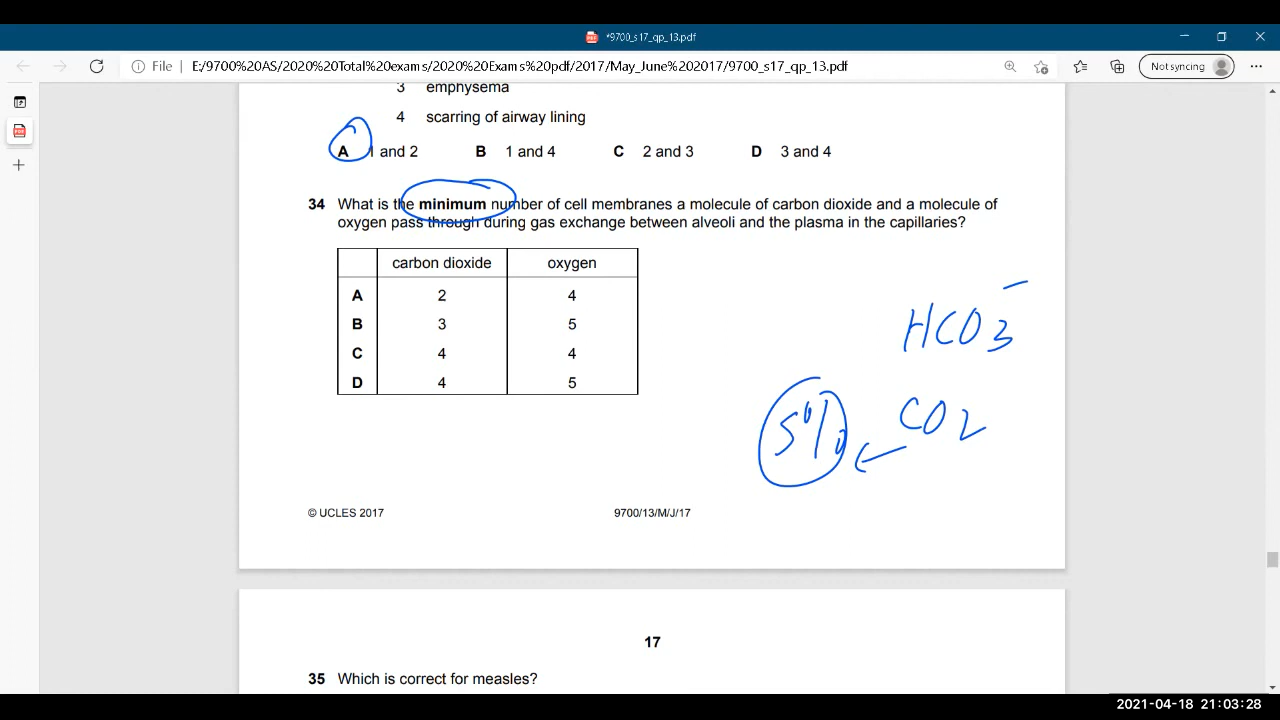 *9700_s17_qp_13.pdf
File | E:/9700%20AS/2020%20Total%20exams/2020%20Exams%20pdf/2017/May_June%202017/9700_s17_qp_13.pdf
Not syncing
3 emphysema
4 scarring of airway lining
A 1 and 2 B 1 and 4 C 2 and 3 D 3 and 4
34 What is the minimum number of cell membranes a molecule of carbon dioxide and a molecule of
oxygen pass through during gas exchange between alveoli and the plasma in the capillaries?
carbon dioxide oxygen
A 2 4
B 3 5
C 4 4
D 4 5
HCO3-
CO2
5%
© UCLES 2017 9700/13/M/J/17
17
35 Which is correct for measles?
2021-04-18 21:03:28